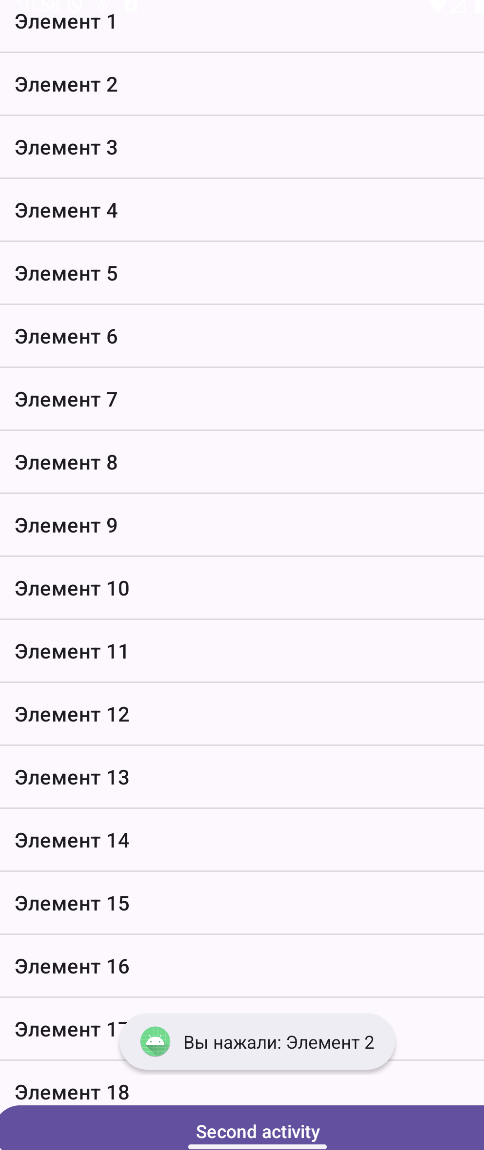 Элемент 1
Элемент 2
Элемент 3
Элемент 4
Элемент 5
Элемент 6
Элемент 7
Элемент 8
Элемент 9
Элемент 10
Элемент 11
Элемент 12
Элемент 13
Элемент 14
Элемент 15
Элемент 16
Элемент 17
Вы нажали: Элемент 2
Элемент 18
Second activity